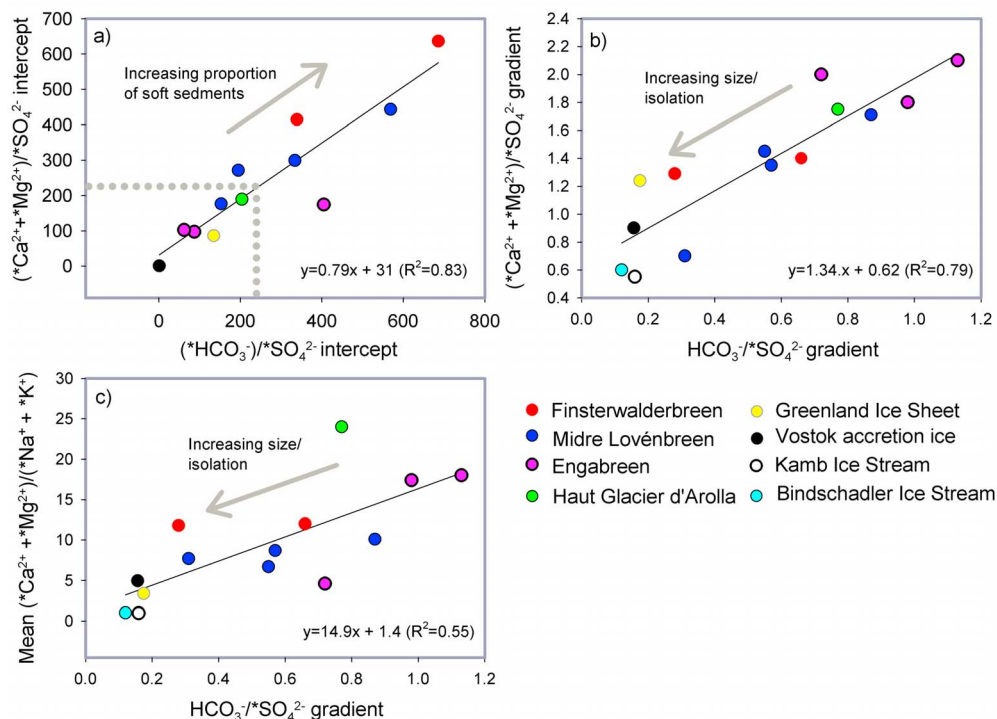 a)
700
600
500
400
300
200
100
0
0
200
400
600
800
Increasing proportion
of soft sediments
y=0.79x + 31 (R²=0.83)
(*Ca²⁺+*Mg²⁺)/*SO₄²⁻ intercept
(*HCO₃⁻)/*SO₄²⁻ intercept
b)
2.4
2.2
2.0
1.8
1.6
1.4
1.2
1.0
0.8
0.6
0.4
0.0
0.2
0.4
0.6
0.8
1.0
1.2
Increasing size/
isolation
y=1.34.x + 0.62 (R²=0.79)
(*Ca²⁺ +*Mg²⁺)/*SO₄²⁻ gradient
HCO₃⁻/*SO₄²⁻ gradient
c)
30
25
20
15
10
5
0
0.0
0.2
0.4
0.6
0.8
1.0
1.2
Increasing size/
isolation
y=14.9x + 1.4 (R²=0.55)
Mean (*Ca²⁺ +*Mg²⁺)/(*Na⁺ + *K⁺)
HCO₃⁻/*SO₄²⁻ gradient
Finsterwalderbreen
Midre Lovénbreen
Engabreen
Haut Glacier d'Arolla
Greenland Ice Sheet
Vostok accretion ice
Kamb Ice Stream
Bindschadler Ice Stream